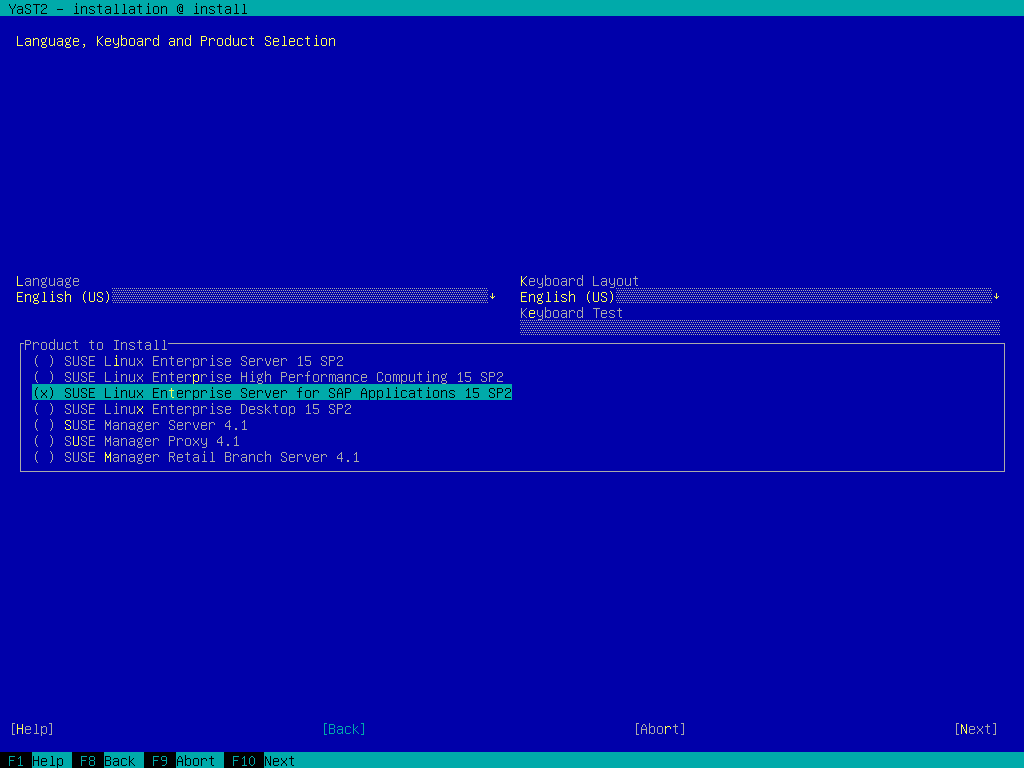 YaST2 - installation @ install
Language, Keyboard and Product Selection
Language
English (US)
Keyboard Layout
English (US)
Keyboard Test
Product to Install
( ) SUSE Linux Enterprise Server 15 SP2
( ) SUSE Linux Enterprise High Performance Computing 15 SP2
(x) SUSE Linux Enterprise Server for SAP Applications 15 SP2
( ) SUSE Linux Enterprise Desktop 15 SP2
( ) SUSE Manager Server 4.1
( ) SUSE Manager Proxy 4.1
( ) SUSE Manager Retail Branch Server 4.1
[Help] [Back] [Abort] [Next]
F1 Help F8 Back F9 Abort F10 Next